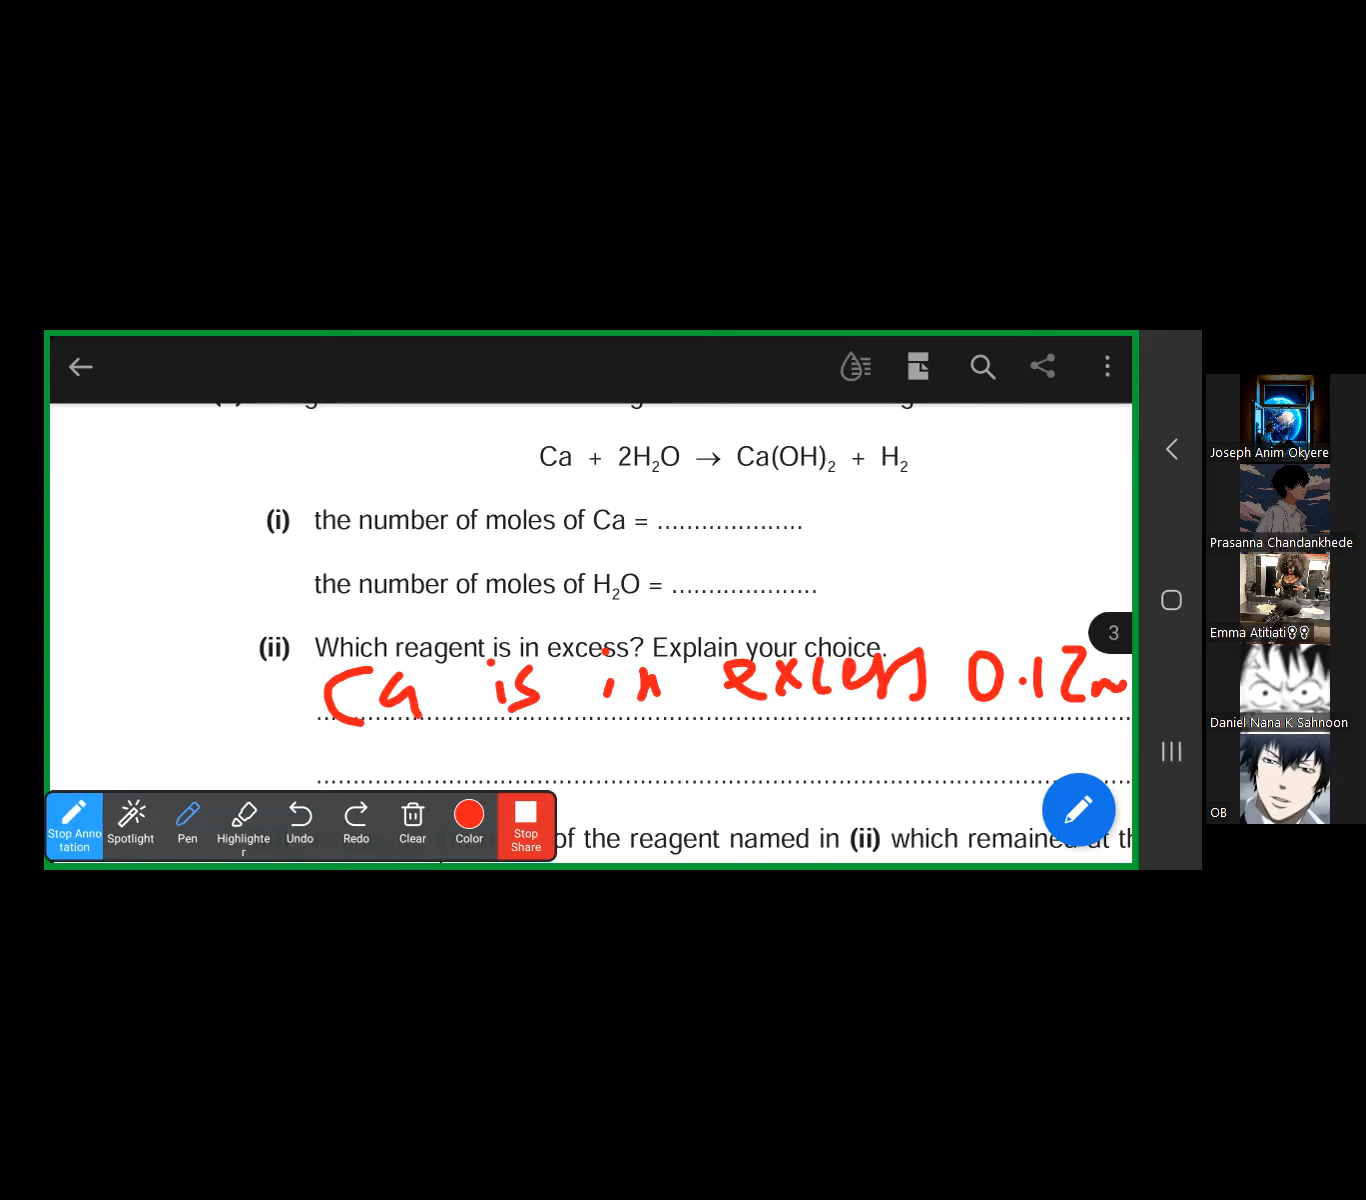 Ca + 2H₂O → Ca(OH)₂ + H₂
(i) the number of moles of Ca = ....................
the number of moles of H₂O = ....................
3
(ii) Which reagent is in excess? Explain your choice.
Ca is in excess 0.12m
of the reagent named in (ii) which remained at th
Stop Annotation
Spotlight
Pen
Highlighter
Undo
Redo
Clear
Color
Stop Share
Joseph Anim Okyere
Prasanna Chandankhede
Emma Atitiati
Daniel Nana K Sahnoon
OB